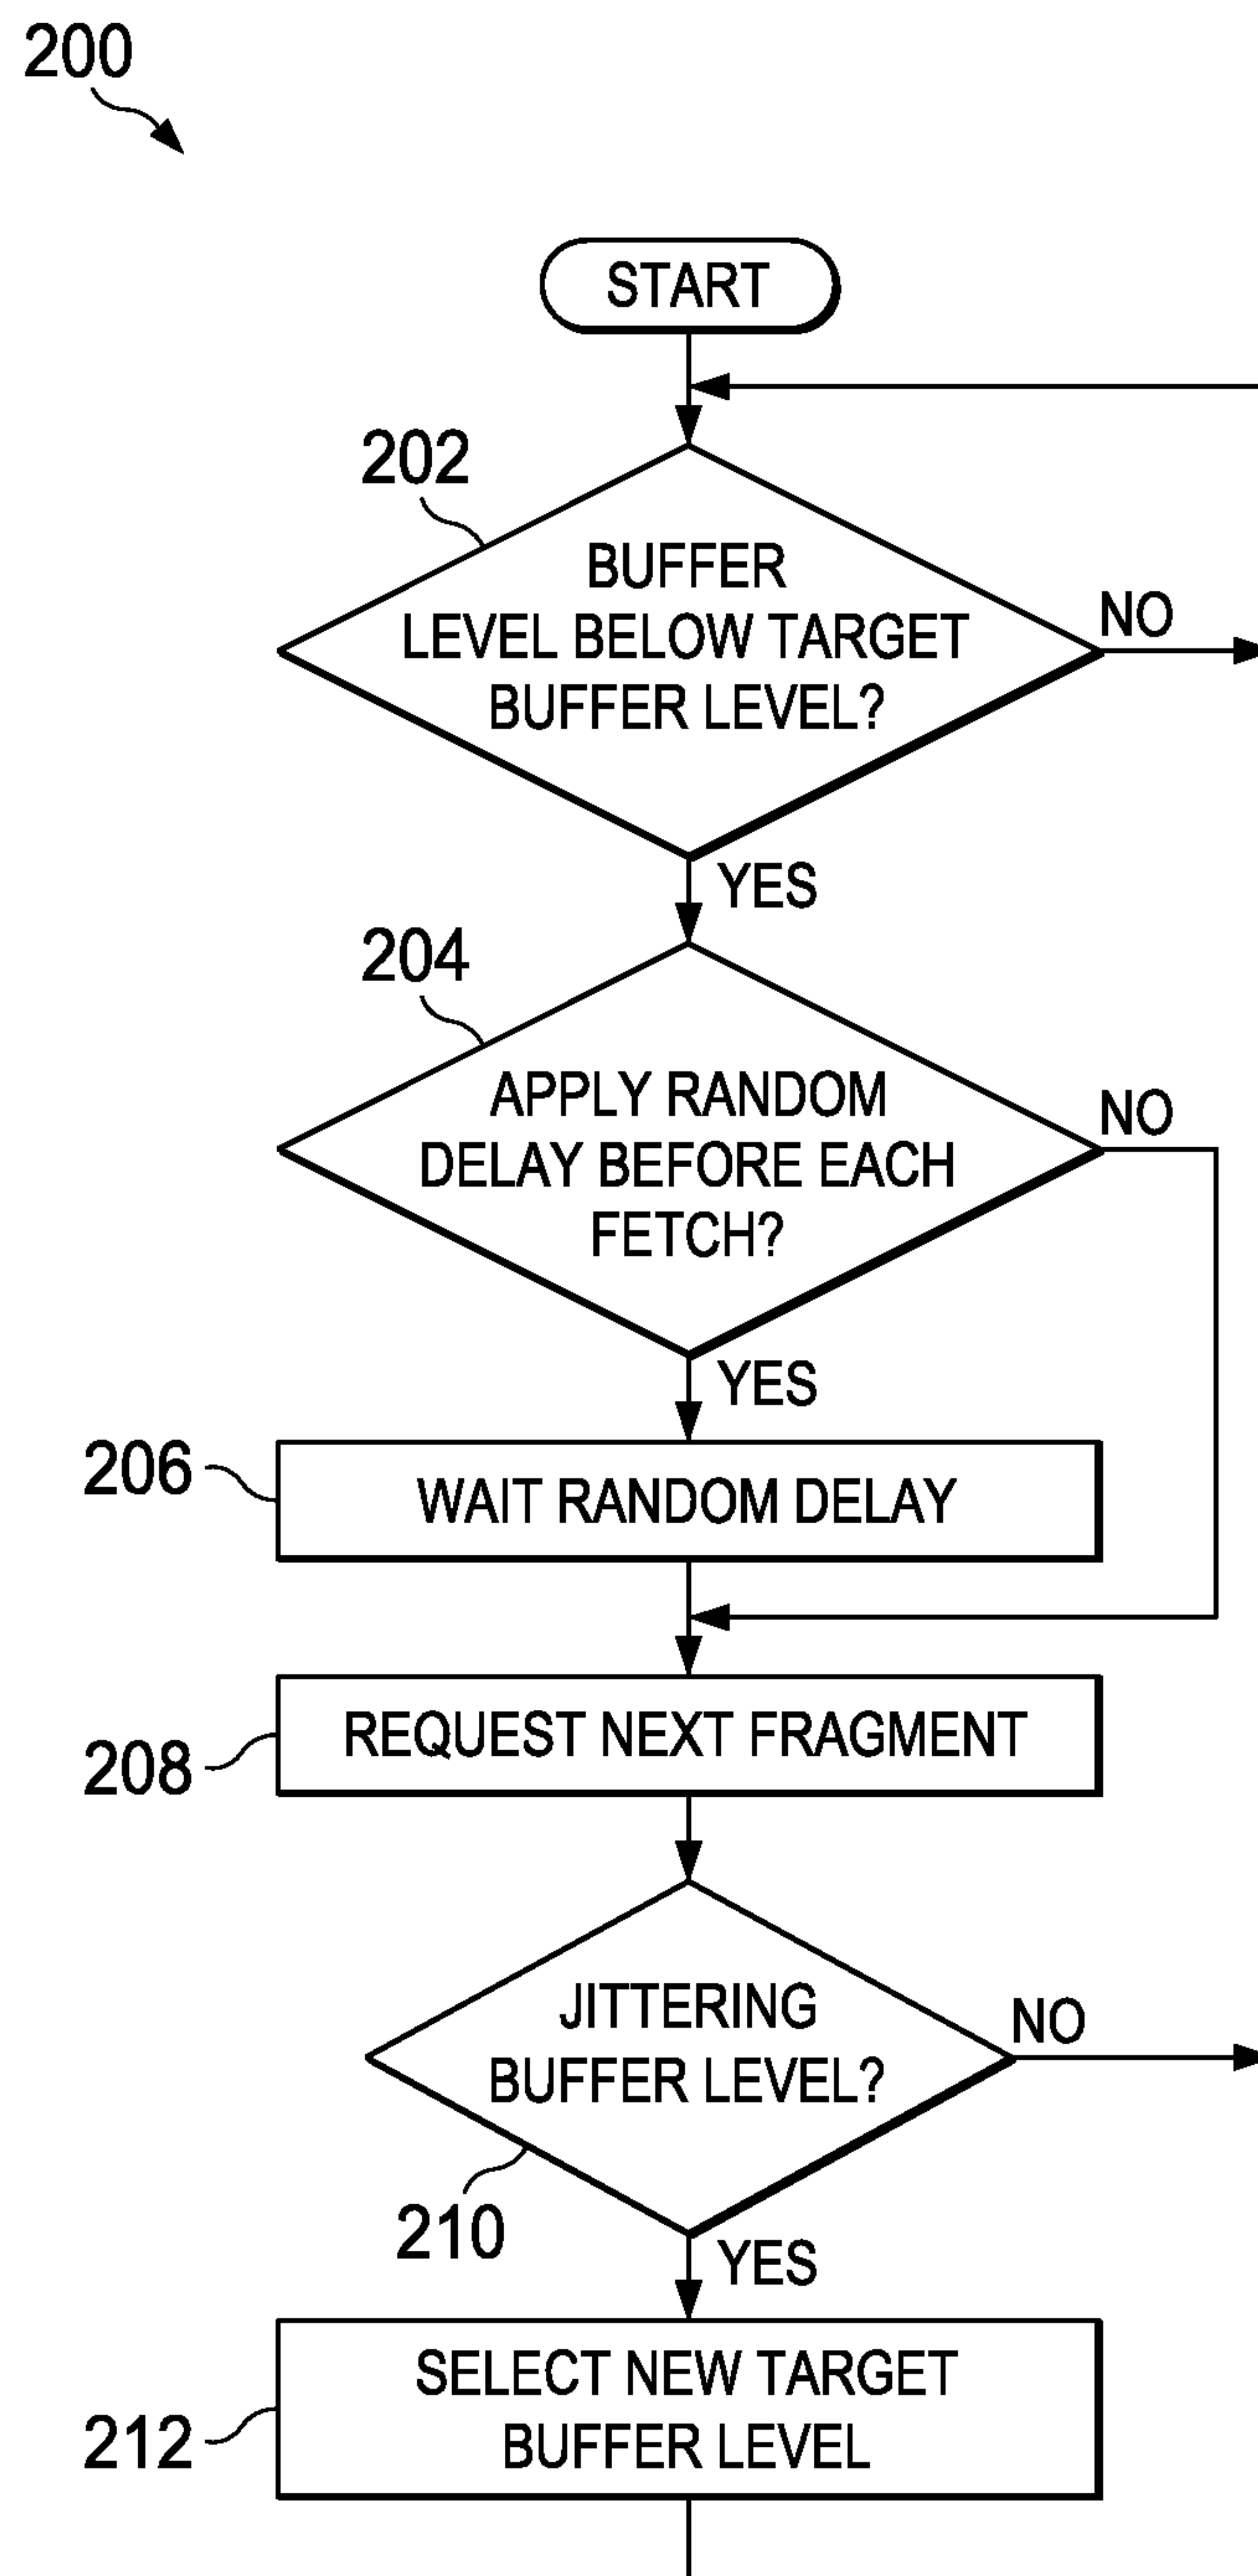 200
START
202
BUFFER
LEVEL BELOW TARGET
BUFFER LEVEL?
NO
YES
204
APPLY RANDOM
DELAY BEFORE EACH
FETCH?
NO
YES
206
WAIT RANDOM DELAY
208
REQUEST NEXT FRAGMENT
JITTERING
BUFFER LEVEL?
NO
210
YES
212
SELECT NEW TARGET
BUFFER LEVEL